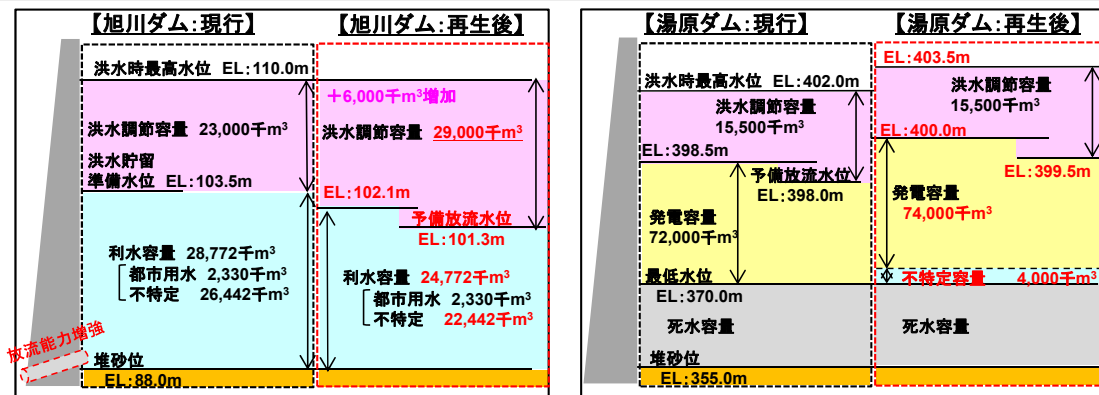 【旭川ダム:現行】
洪水時最高水位 EL:110.0m
洪水調節容量 23,000千m³
洪水貯留
準備水位 EL:103.5m
利水容量 28,772千m³
都市用水 2,330千m³
不特定 26,442千m³
放流能力増強
堆砂位
EL:88.0m
【旭川ダム:再生後】
＋6,000千m³増加
洪水調節容量 29,000千m³
EL:102.1m
予備放流水位
EL:101.3m
利水容量 24,772千m³
都市用水 2,330千m³
不特定 22,442千m³
【湯原ダム:現行】
洪水時最高水位 EL:402.0m
洪水調節容量
15,500千m³
EL:398.5m
予備放流水位
EL:398.0m
発電容量
72,000千m³
最低水位
EL:370.0m
死水容量
堆砂位
EL:355.0m
【湯原ダム:再生後】
EL:403.5m
洪水調節容量
15,500千m³
EL:400.0m
EL:399.5m
発電容量
74,000千m³
不特定容量 4,000千m³
死水容量